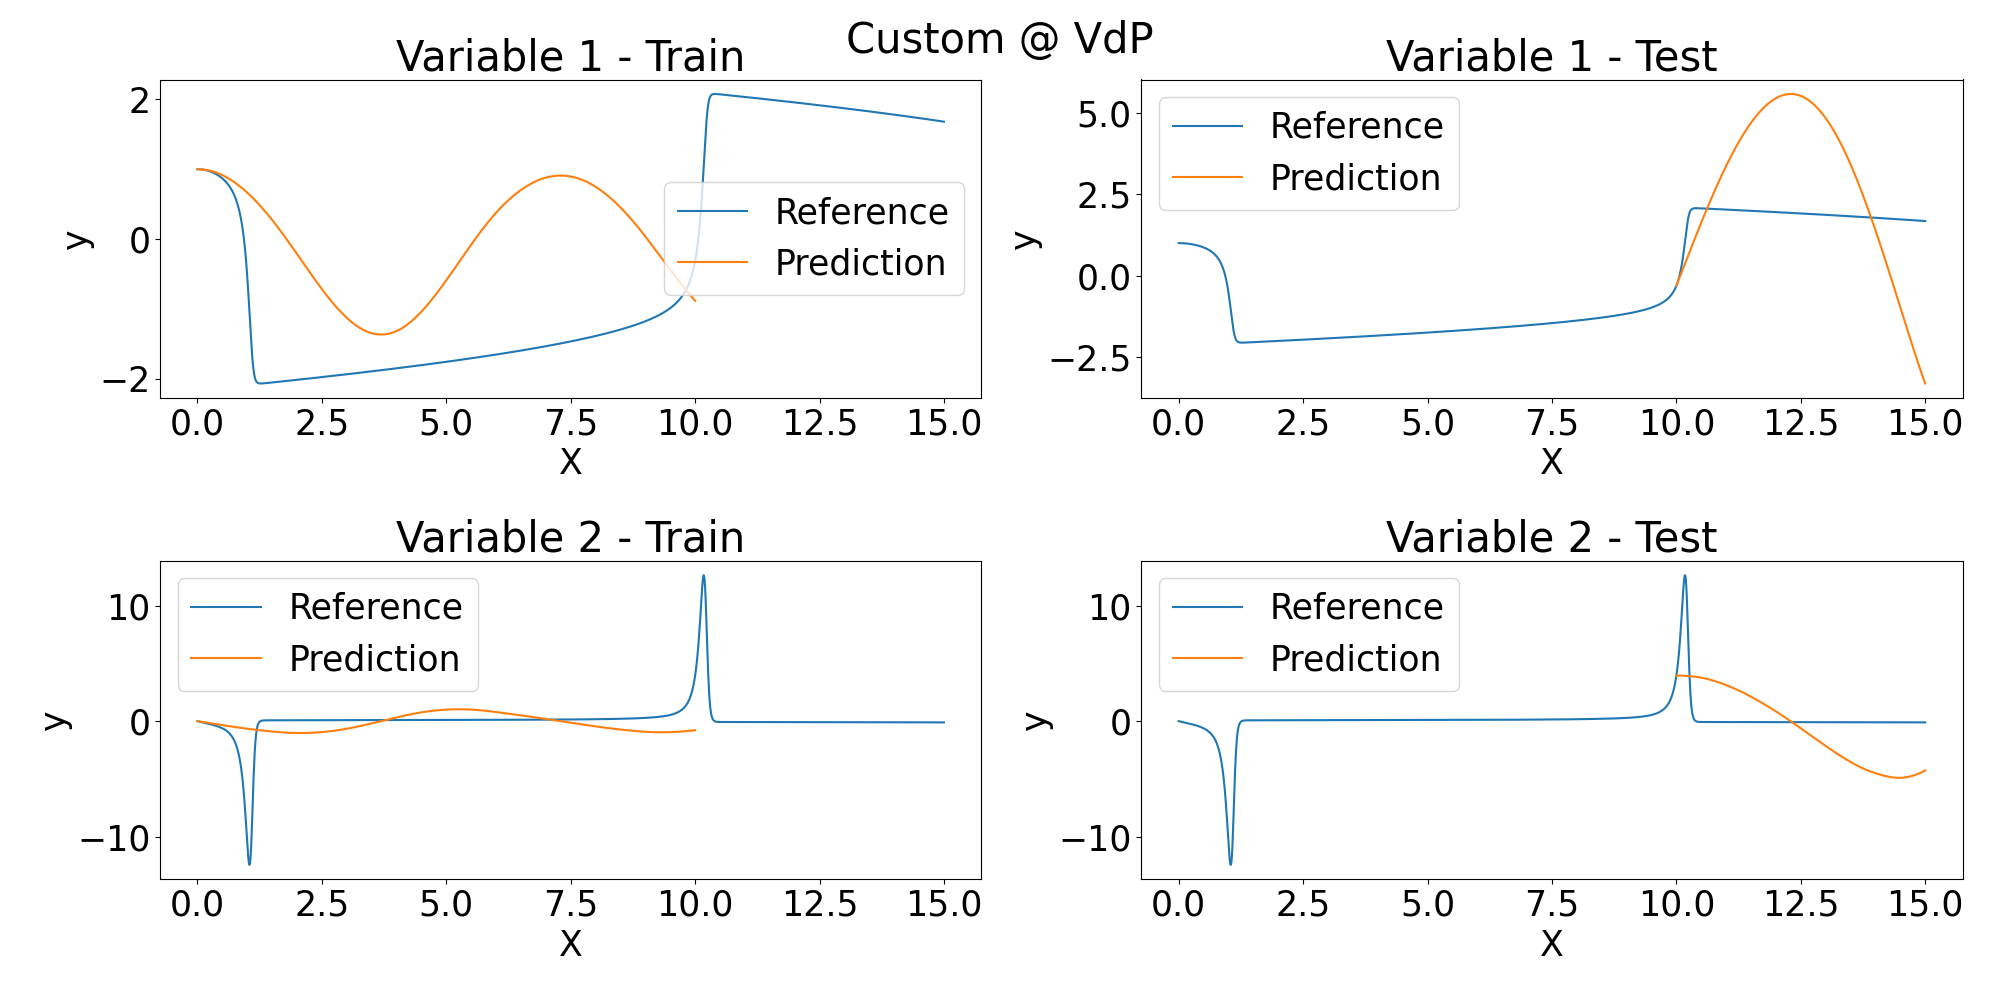 Custom @ VdP
Variable 1 - Train
2
0
−2
y
Reference
Prediction
0.0 2.5 5.0 7.5 10.0 12.5 15.0
X
Variable 1 - Test
5.0
2.5
0.0
−2.5
y
Reference
Prediction
0.0 2.5 5.0 7.5 10.0 12.5 15.0
X
Variable 2 - Train
10
0
−10
y
Reference
Prediction
0.0 2.5 5.0 7.5 10.0 12.5 15.0
X
Variable 2 - Test
10
0
−10
y
Reference
Prediction
0.0 2.5 5.0 7.5 10.0 12.5 15.0
X